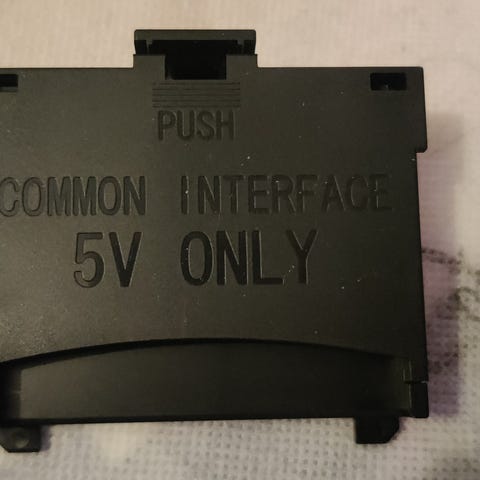 PUSH
COMMON INTERFACE
5V ONLY